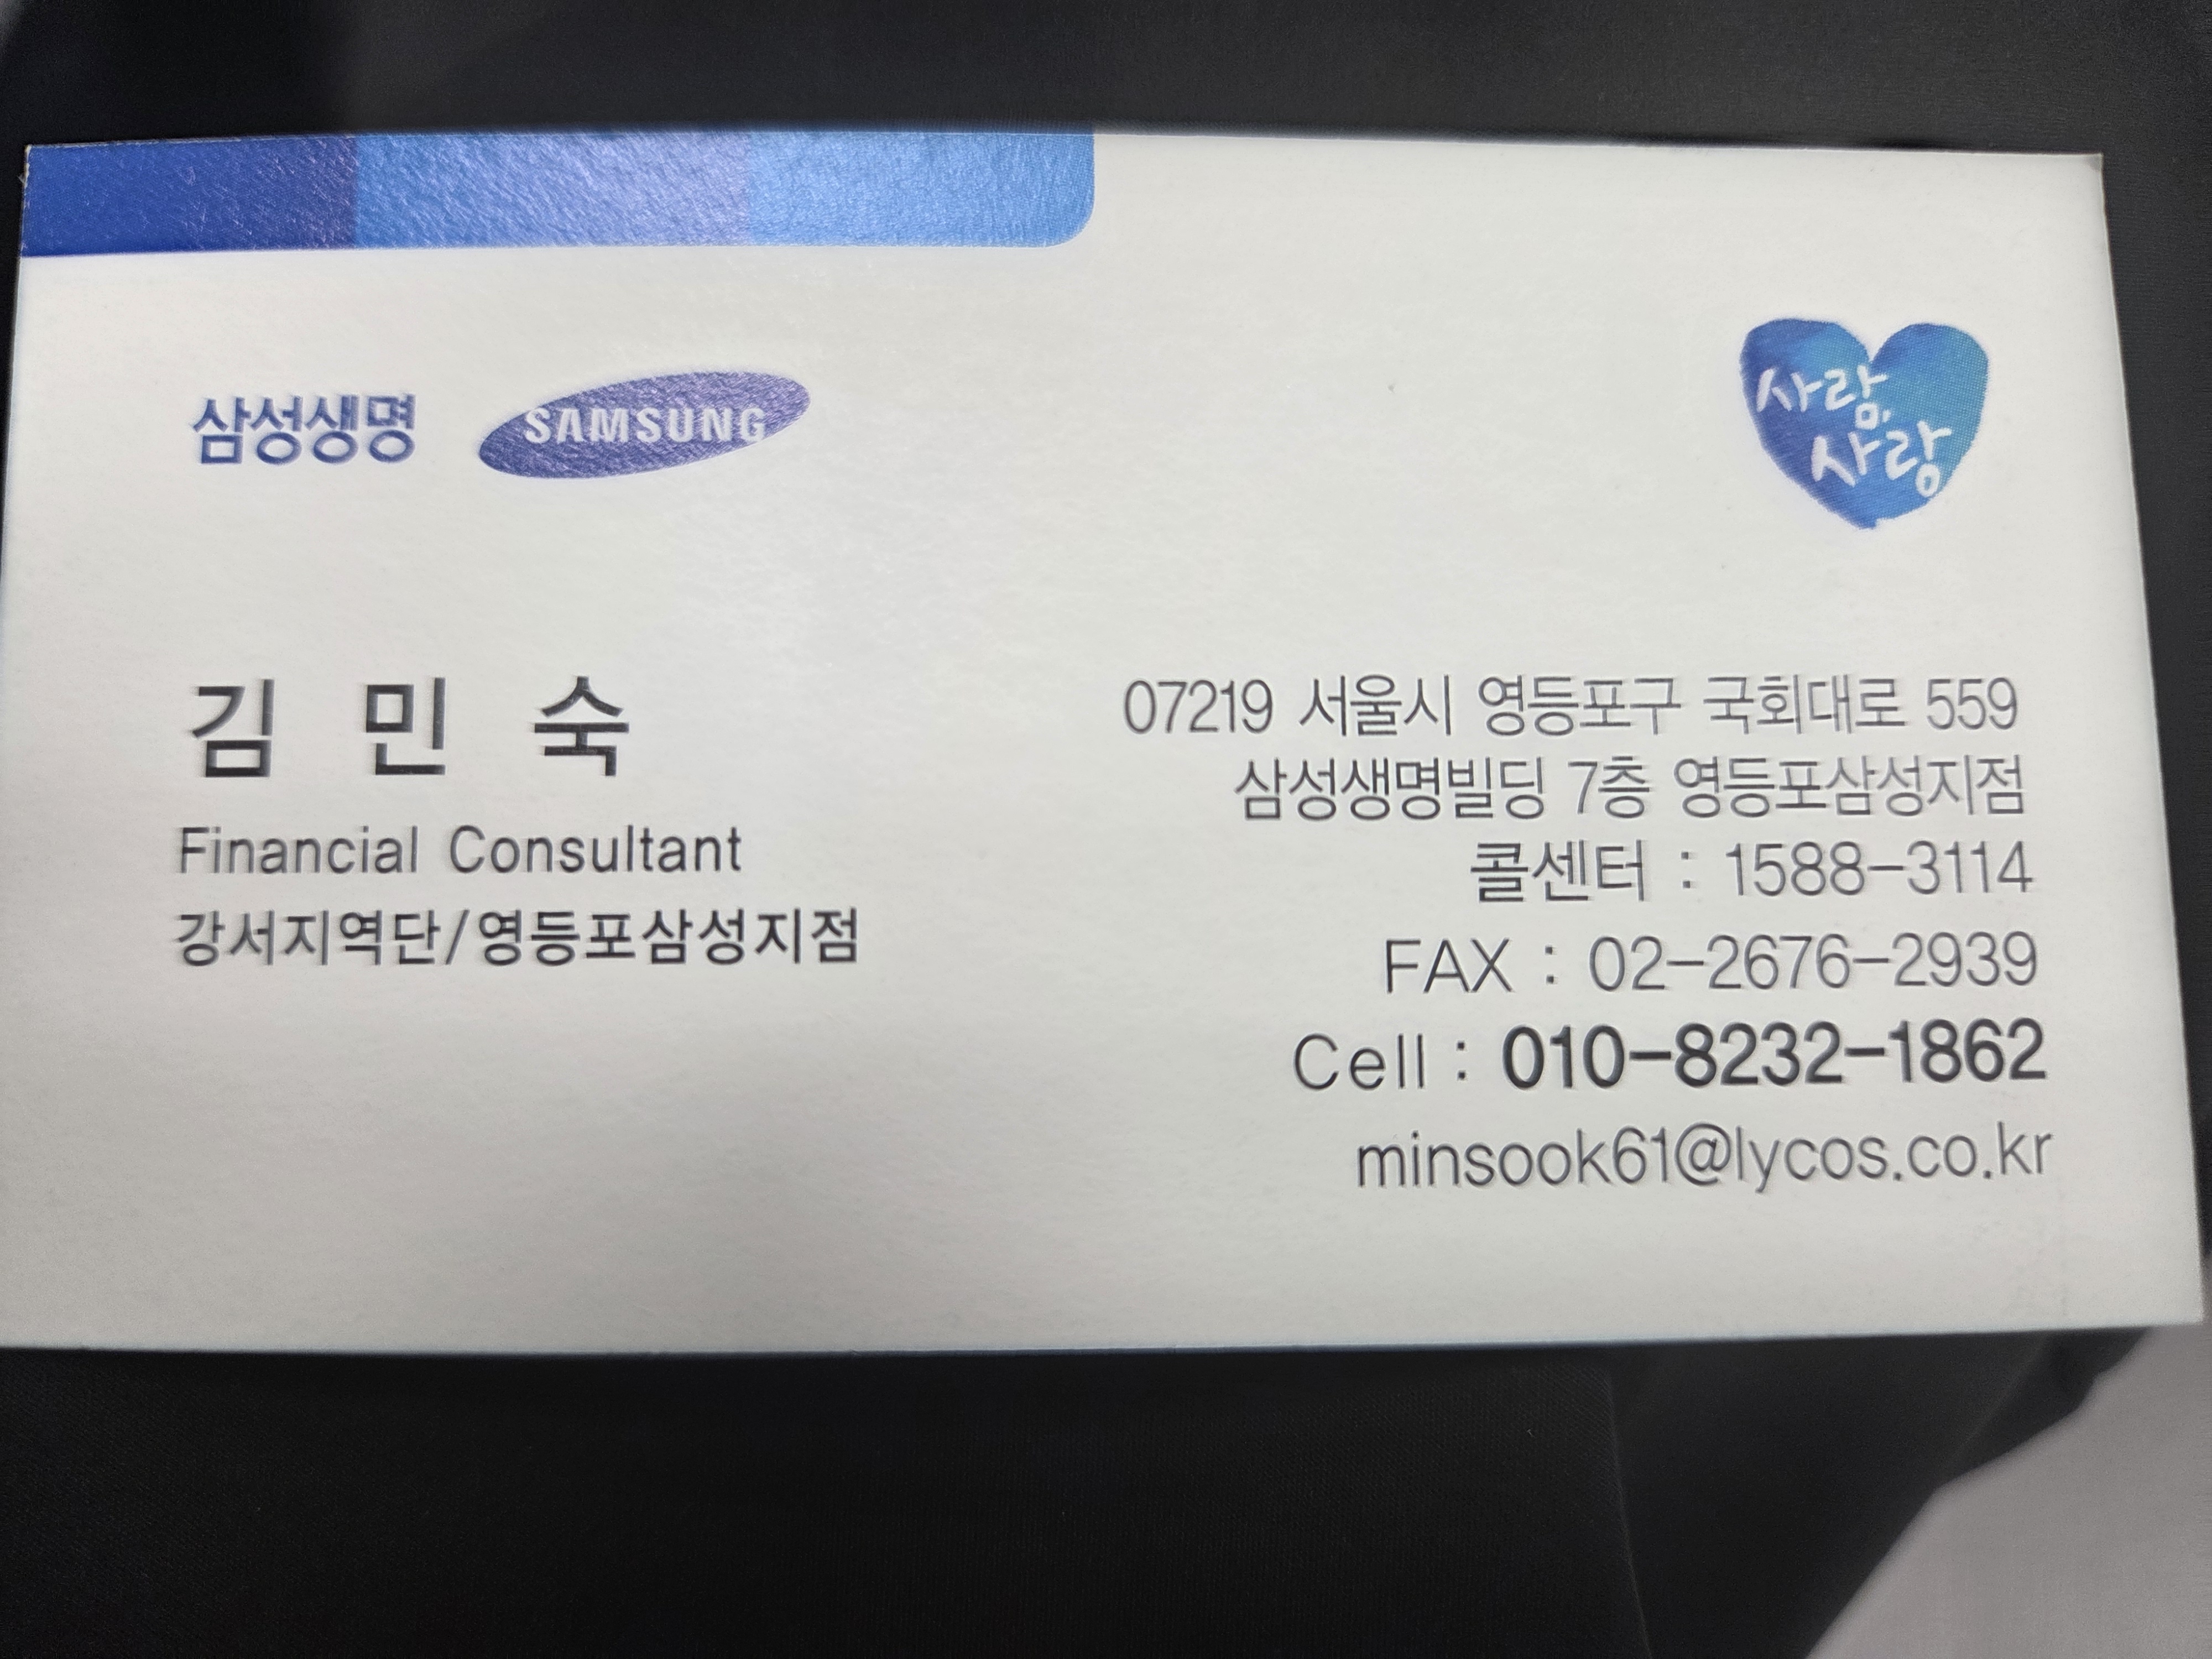 삼성생명 SAMSUNG
사람,
사랑
김 민 숙
Financial Consultant
강서지역단/영등포삼성지점
07219 서울시 영등포구 국회대로 559
삼성생명빌딩 7층 영등포삼성지점
콜센터 : 1588-3114
FAX : 02-2676-2939
Cell : 010-8232-1862
minsook61@lycos.co.kr